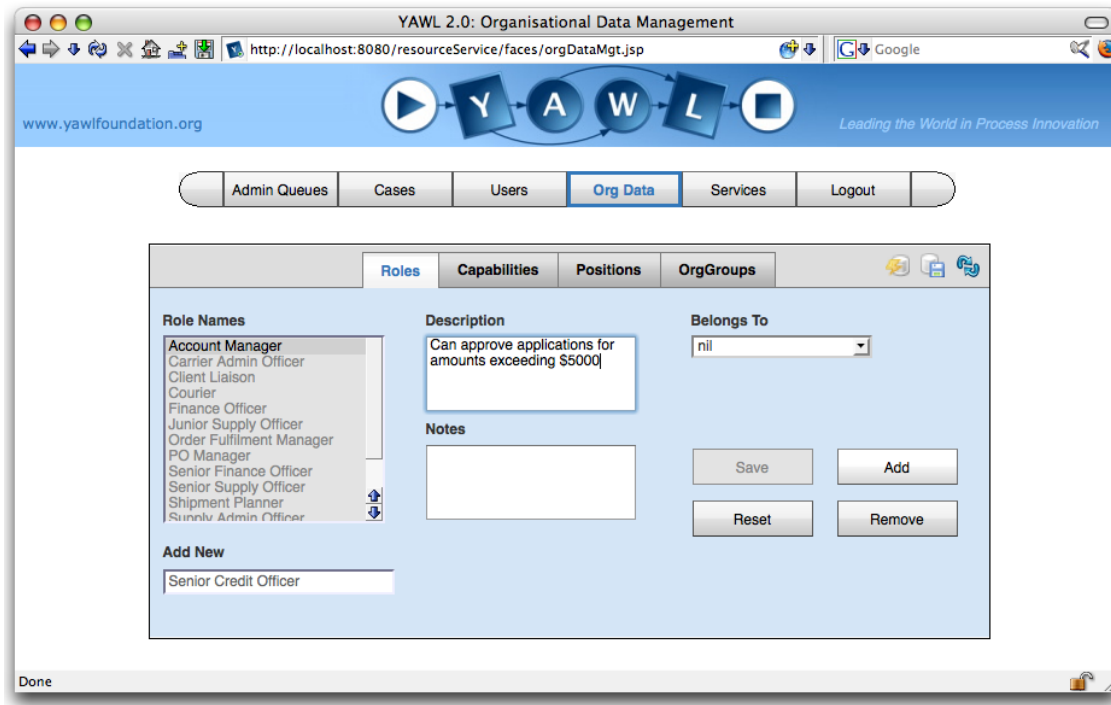 YAWL 2.0: Organisational Data Management
http://localhost:8080/resourceService/faces/orgDataMgt.jsp
G Google
www.yawlfoundation.org
Y A W L
Leading the World in Process Innovation
Admin Queues Cases Users Org Data Services Logout
Roles Capabilities Positions OrgGroups
Role Names
Account Manager
Carrier Admin Officer
Client Liaison
Courier
Finance Officer
Junior Supply Officer
Order Fulfilment Manager
PO Manager
Senior Finance Officer
Senior Supply Officer
Shipment Planner
Supply Admin Officer
Add New
Senior Credit Officer
Description
Can approve applications for
amounts exceeding $5000
Notes
Belongs To
nil
Save Add
Reset Remove
Done